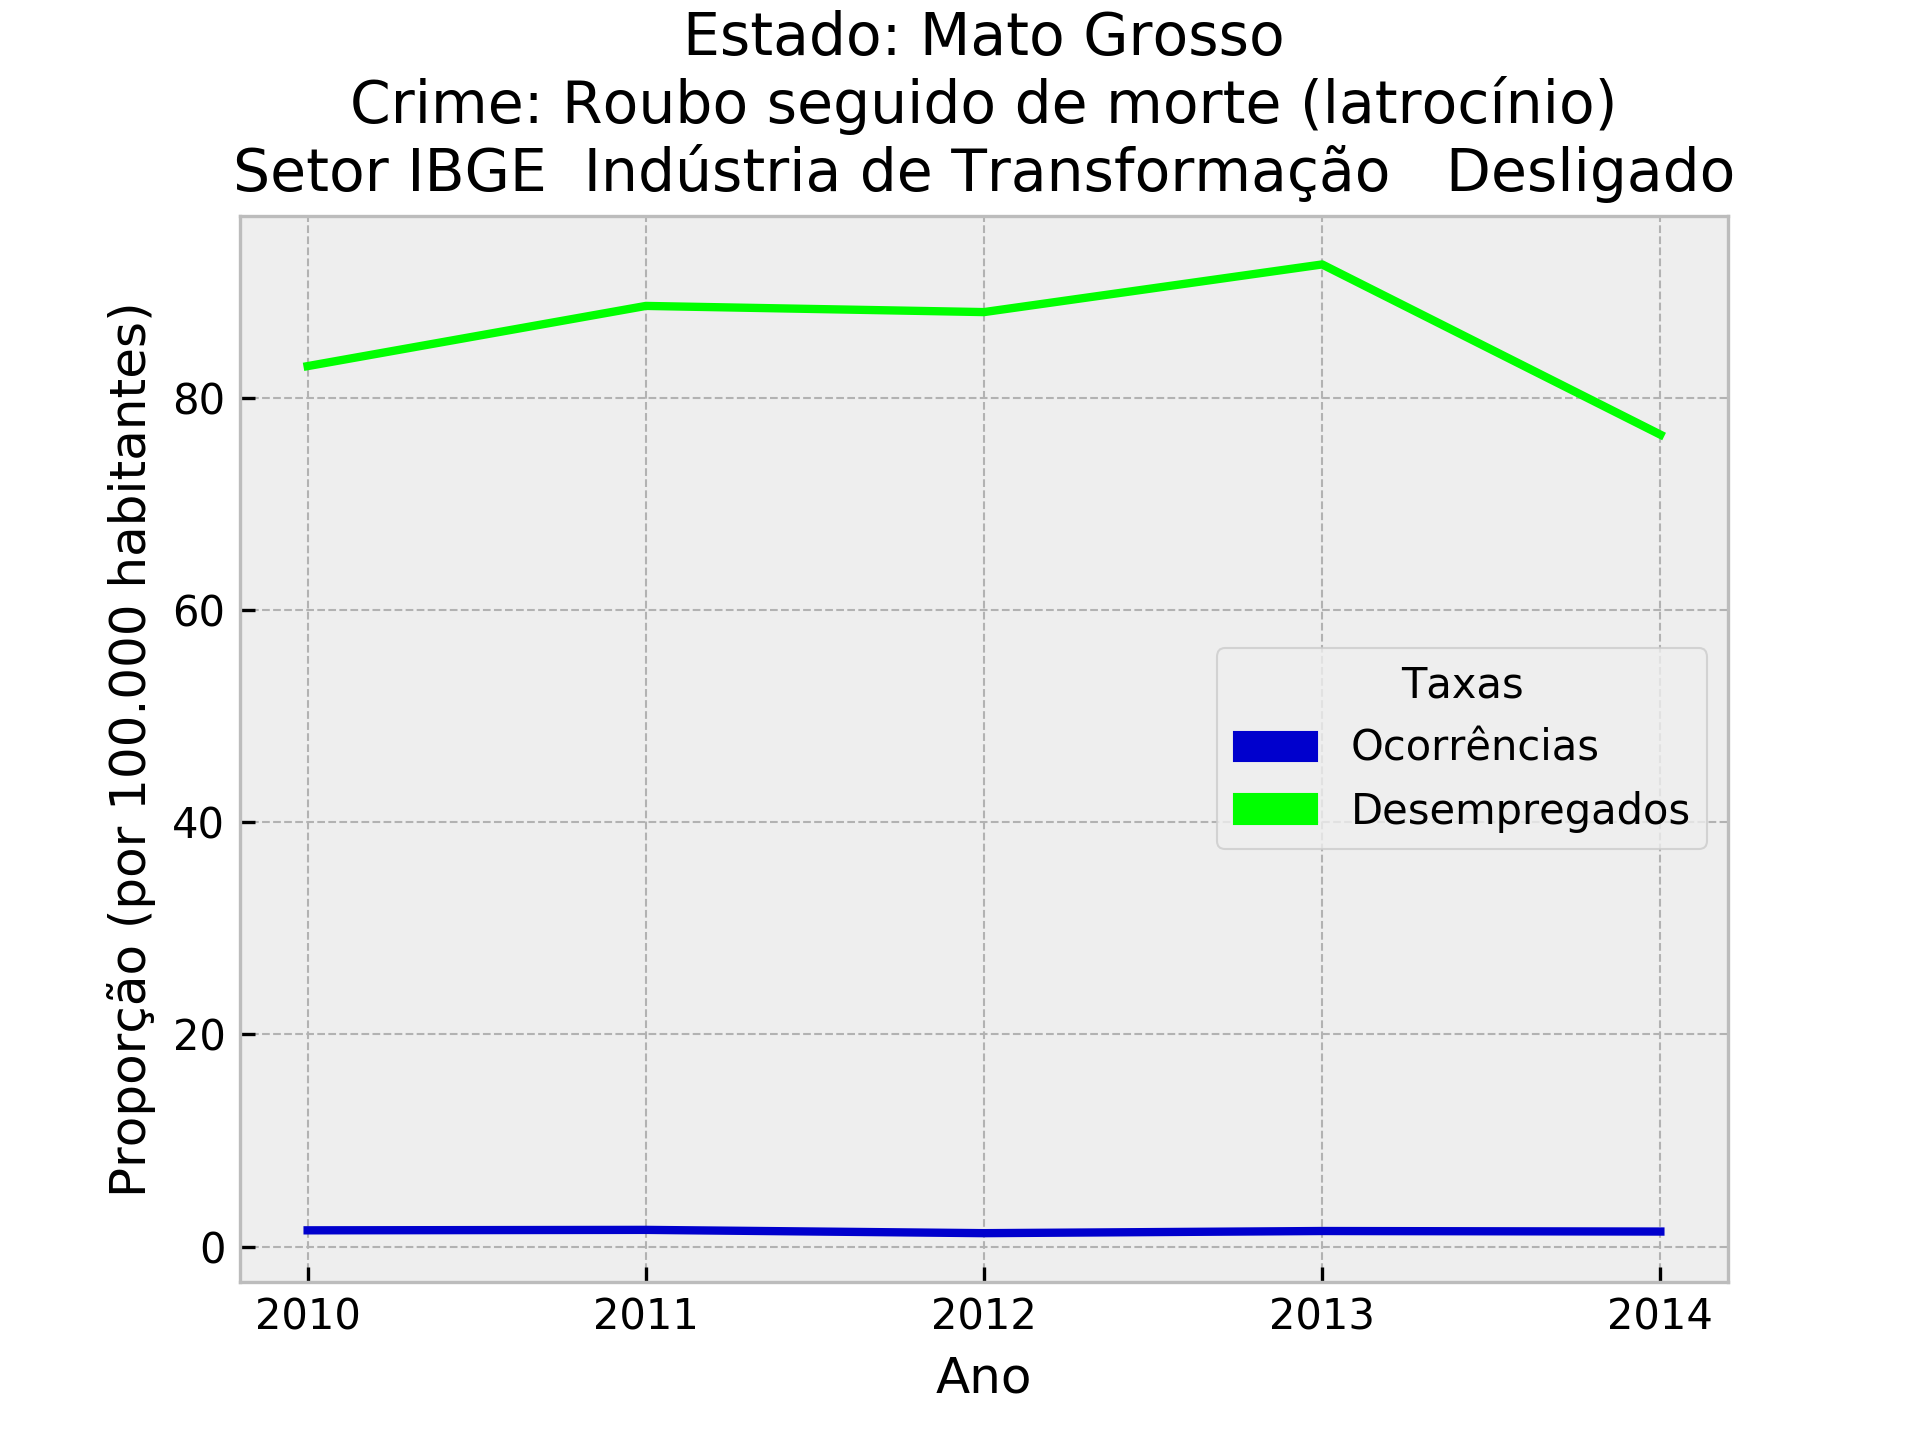 Estado: Mato Grosso
Crime: Roubo seguido de morte (latrocínio)
Setor IBGE  Indústria de Transformação   Desligado
Proporção (por 100.000 habitantes)
80
60
40
20
0
Taxas
Ocorrências
Desempregados
2010 2011 2012 2013 2014
Ano